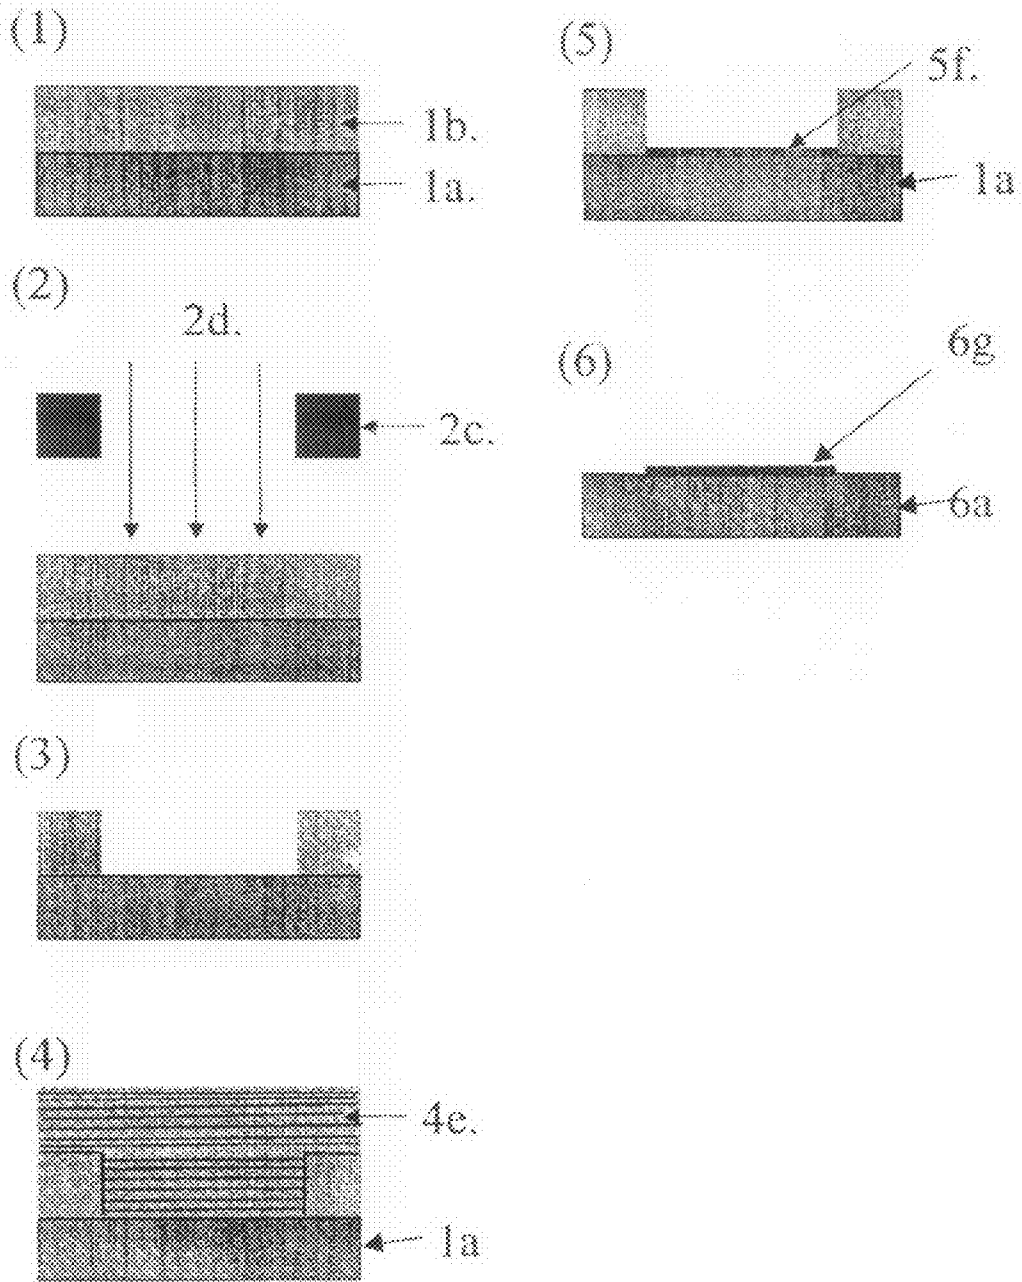 (1)
1b.
1a.
(2)
2d.
2c.
(3)
(4)
4e.
1a
(5)
5f.
1a
(6)
6g
6a